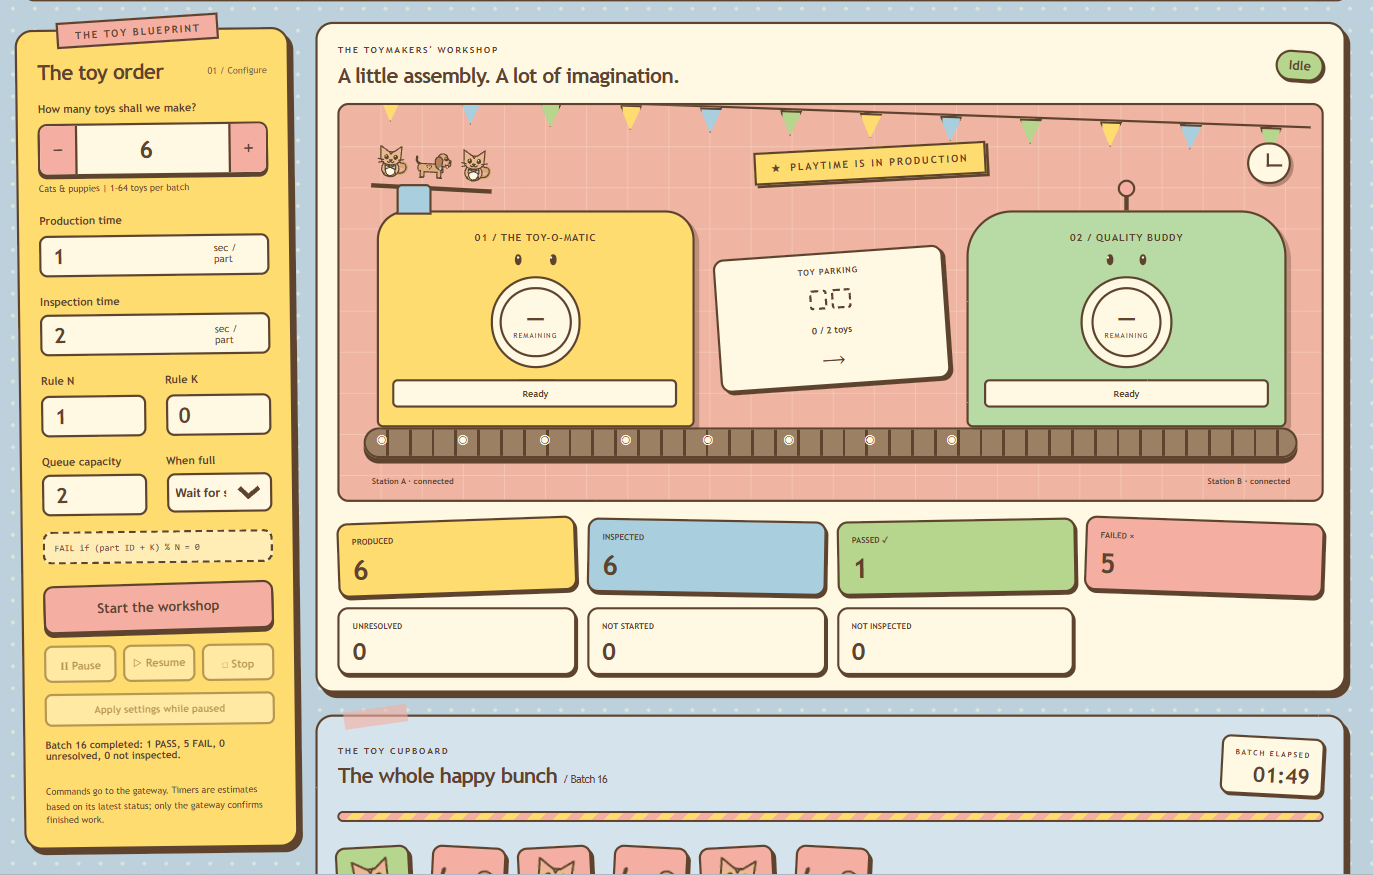 THE TOY BLUEPRINT
The toy order
01 / Configure
How many toys shall we make?
− 6 +
Cats & puppies | 1-64 toys per batch
Production time
1 sec / part
Inspection time
2 sec / part
Rule N Rule K
1 0
Queue capacity When full
2 Wait for s
FAIL if (part ID + K) % N = 0
Start the workshop
II Pause ▷ Resume □ Stop
Apply settings while paused
Batch 16 completed: 1 PASS, 5 FAIL, 0
unresolved, 0 not inspected.
Commands go to the gateway. Timers are estimates
based on its latest status; only the gateway confirms
finished work.
THE TOYMAKERS' WORKSHOP
A little assembly. A lot of imagination.
Idle
★ PLAYTIME IS IN PRODUCTION
01 / THE TOY-O-MATIC
—
REMAINING
Ready
TOY PARKING
0 / 2 toys
→
02 / QUALITY BUDDY
—
REMAINING
Ready
Station A · connected
Station B · connected
PRODUCED
6
INSPECTED
6
PASSED ✓
1
FAILED ×
5
UNRESOLVED
0
NOT STARTED
0
NOT INSPECTED
0
THE TOY CUPBOARD
The whole happy bunch / Batch 16
BATCH ELAPSED
01:49